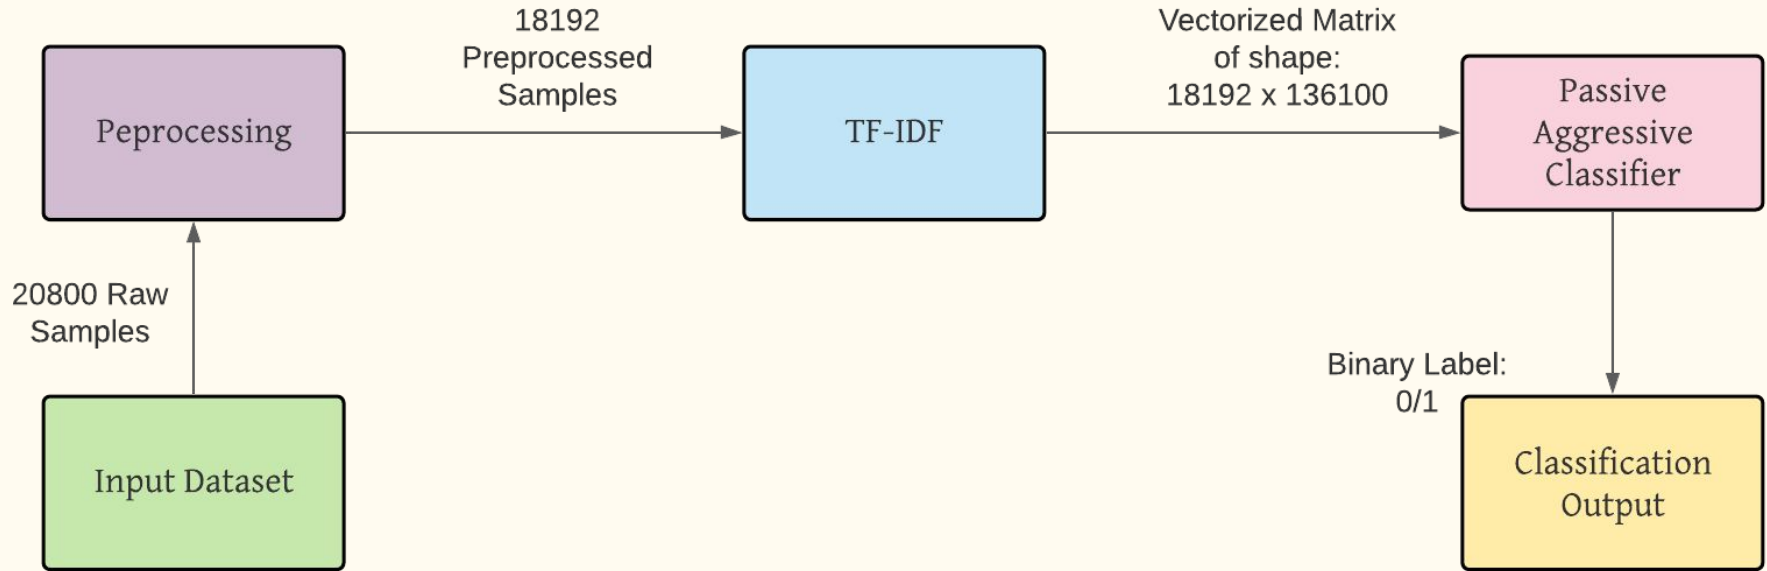 18192
Preprocessed
Samples
Vectorized Matrix
of shape:
18192 x 136100
Peprocessing
TF-IDF
Passive
Aggressive
Classifier
20800 Raw
Samples
Binary Label:
0/1
Input Dataset
Classification
Output